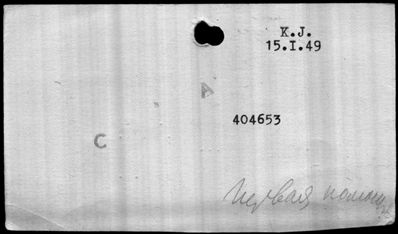 K.J.
15.I.49
A
404653
C
Первая помощь